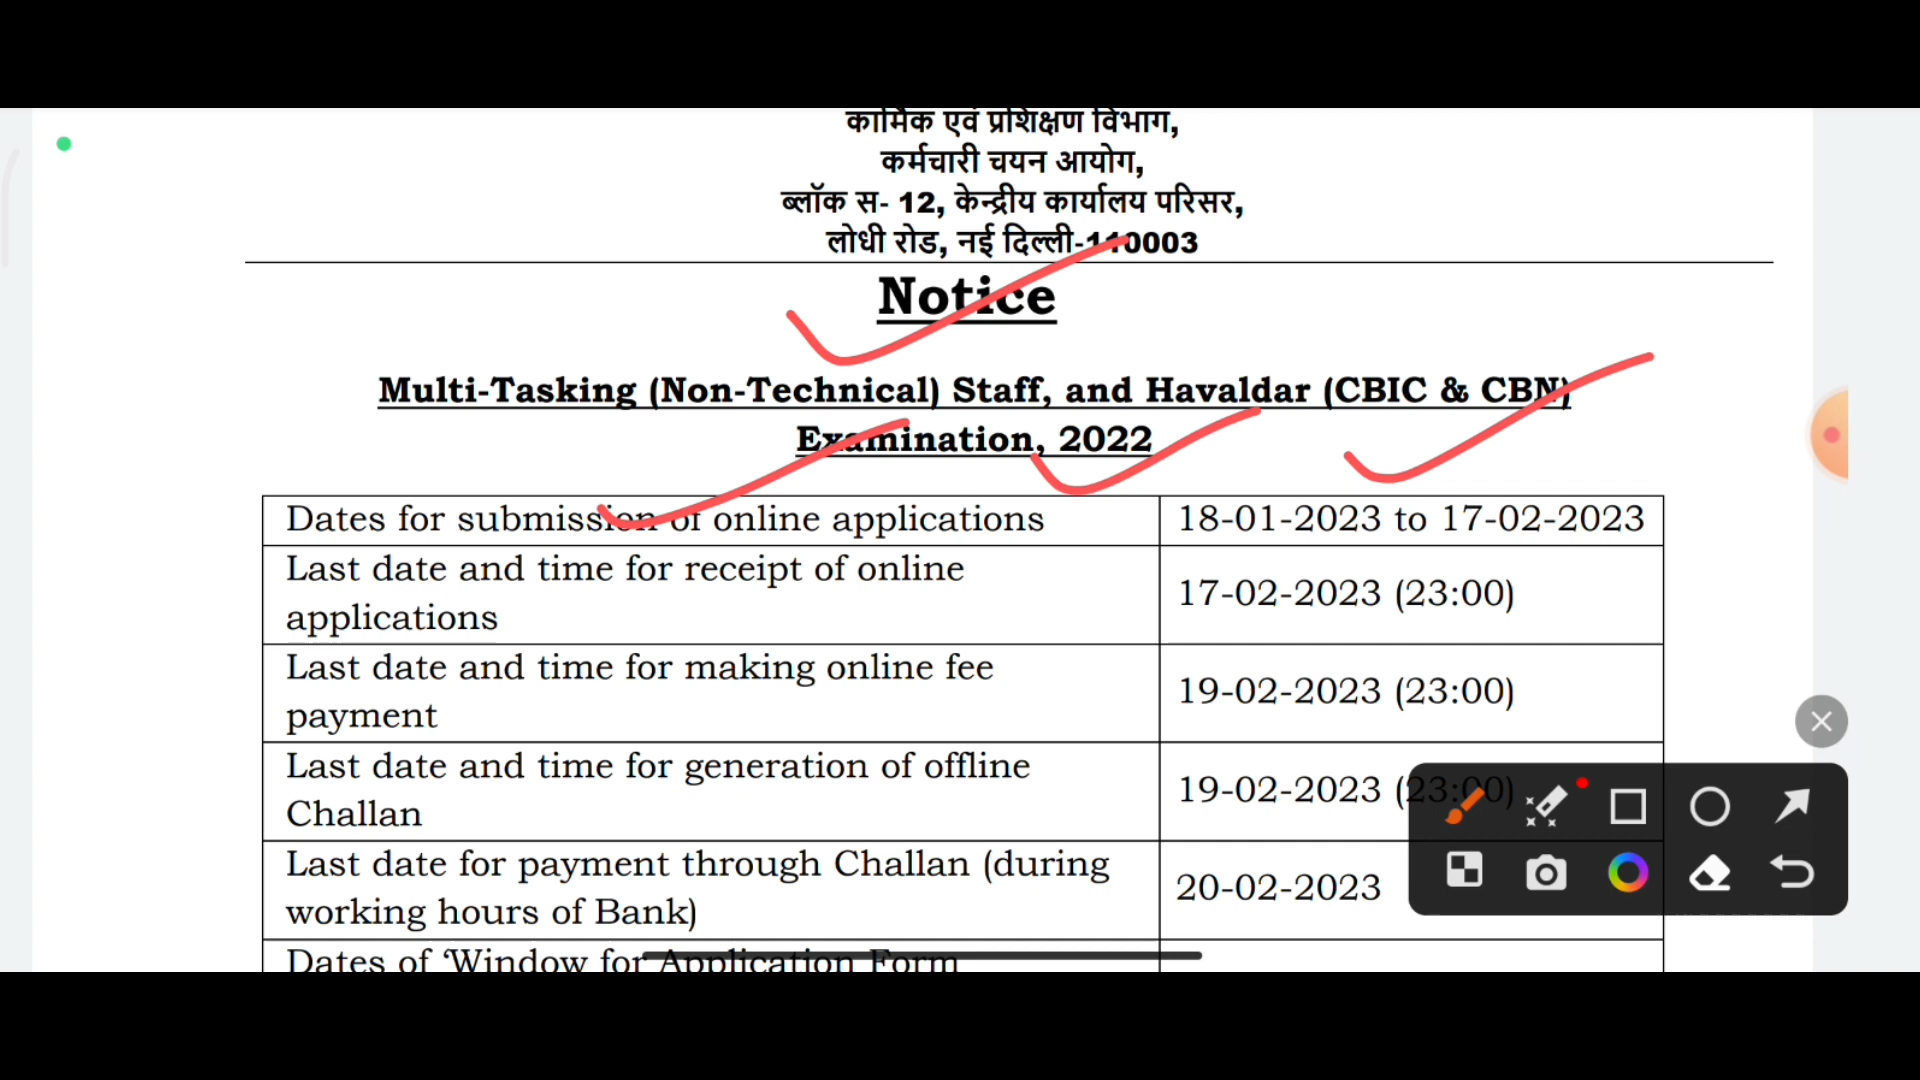 कार्मिक एवं प्रशिक्षण विभाग,
कर्मचारी चयन आयोग,
ब्लॉक स- 12, केन्द्रीय कार्यालय परिसर,
लोधी रोड, नई दिल्ली-110003
Notice
Multi-Tasking (Non-Technical) Staff, and Havaldar (CBIC & CBN)
Examination, 2022
Dates for submission of online applications 18-01-2023 to 17-02-2023
Last date and time for receipt of online
applications 17-02-2023 (23:00)
Last date and time for making online fee
payment 19-02-2023 (23:00)
Last date and time for generation of offline
Challan 19-02-2023 (23:00)
Last date for payment through Challan (during
working hours of Bank) 20-02-2023
Dates of ‘Window for Application Form